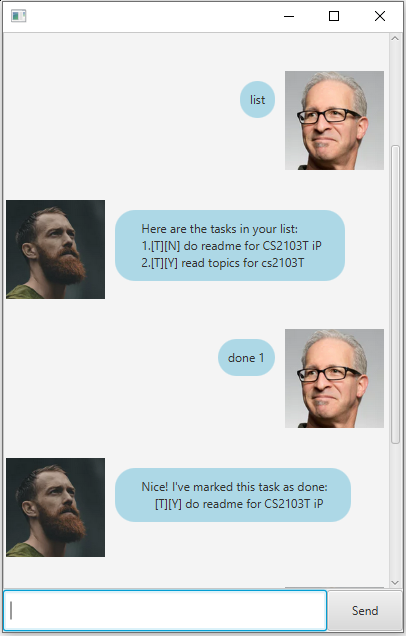 list
Here are the tasks in your list:
1.[T][N] do readme for CS2103T iP
2.[T][Y] read topics for cs2103T
done 1
Nice! I've marked this task as done:
[T][Y] do readme for CS2103T iP
Send